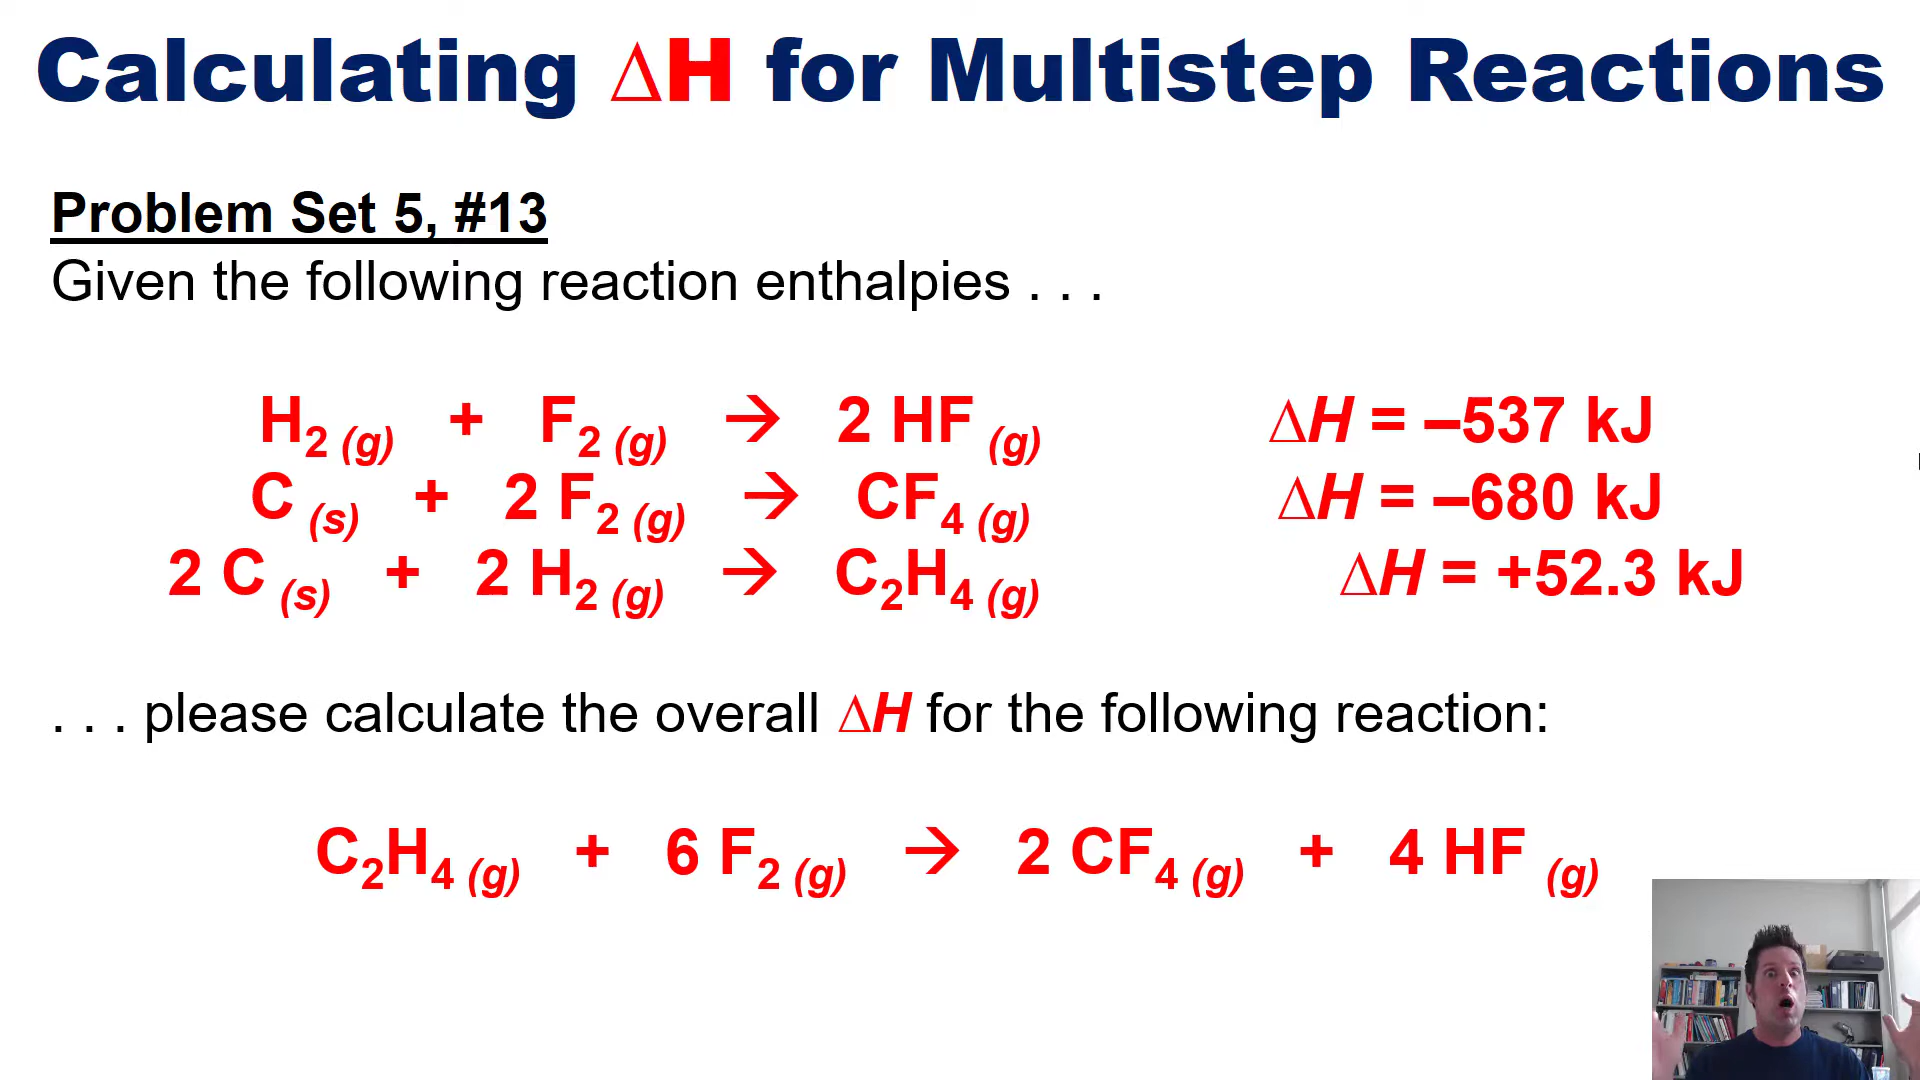 Calculating ΔH for Multistep Reactions
Problem Set 5, #13
Given the following reaction enthalpies . . .
H₂ (g) + F₂ (g) → 2 HF (g) ΔH = –537 kJ
C (s) + 2 F₂ (g) → CF₄ (g) ΔH = –680 kJ
2 C (s) + 2 H₂ (g) → C₂H₄ (g) ΔH = +52.3 kJ
. . . please calculate the overall ΔH for the following reaction:
C₂H₄ (g) + 6 F₂ (g) → 2 CF₄ (g) + 4 HF (g)